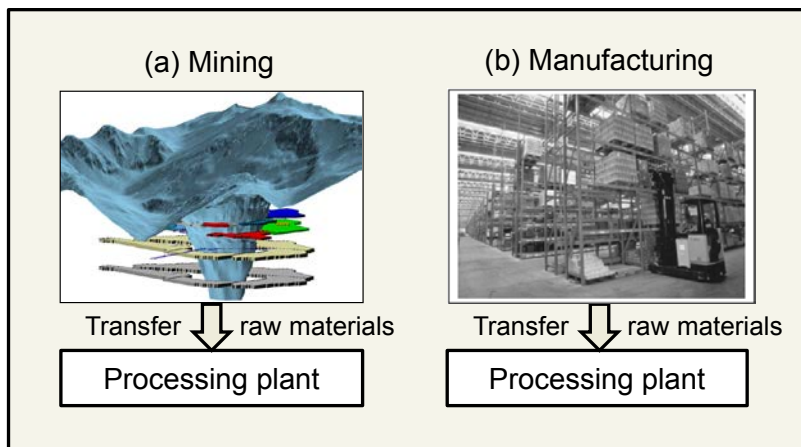 (a) Mining
(b) Manufacturing
Transfer raw materials
Transfer raw materials
Processing plant
Processing plant